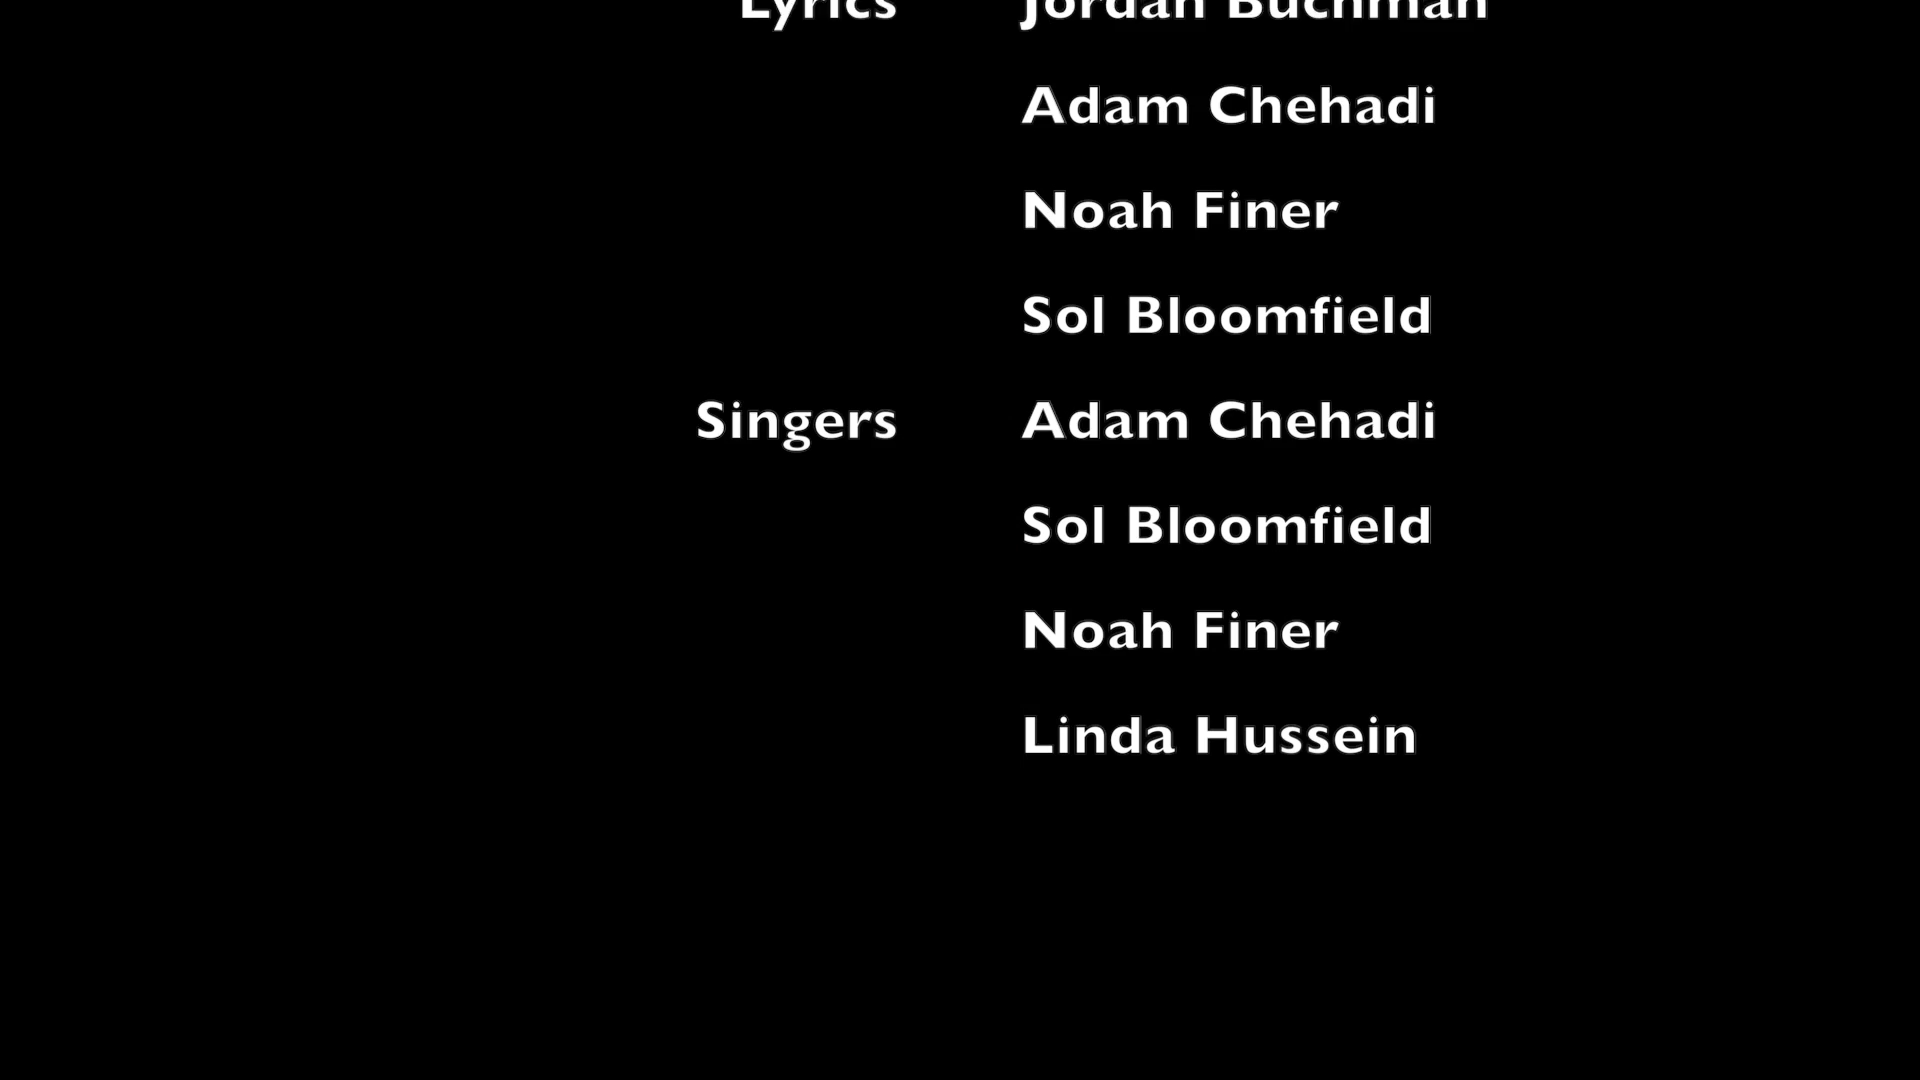 Lyrics Jordan Buchman
Adam Chehadi
Noah Finer
Sol Bloomfield
Singers Adam Chehadi
Sol Bloomfield
Noah Finer
Linda Hussein